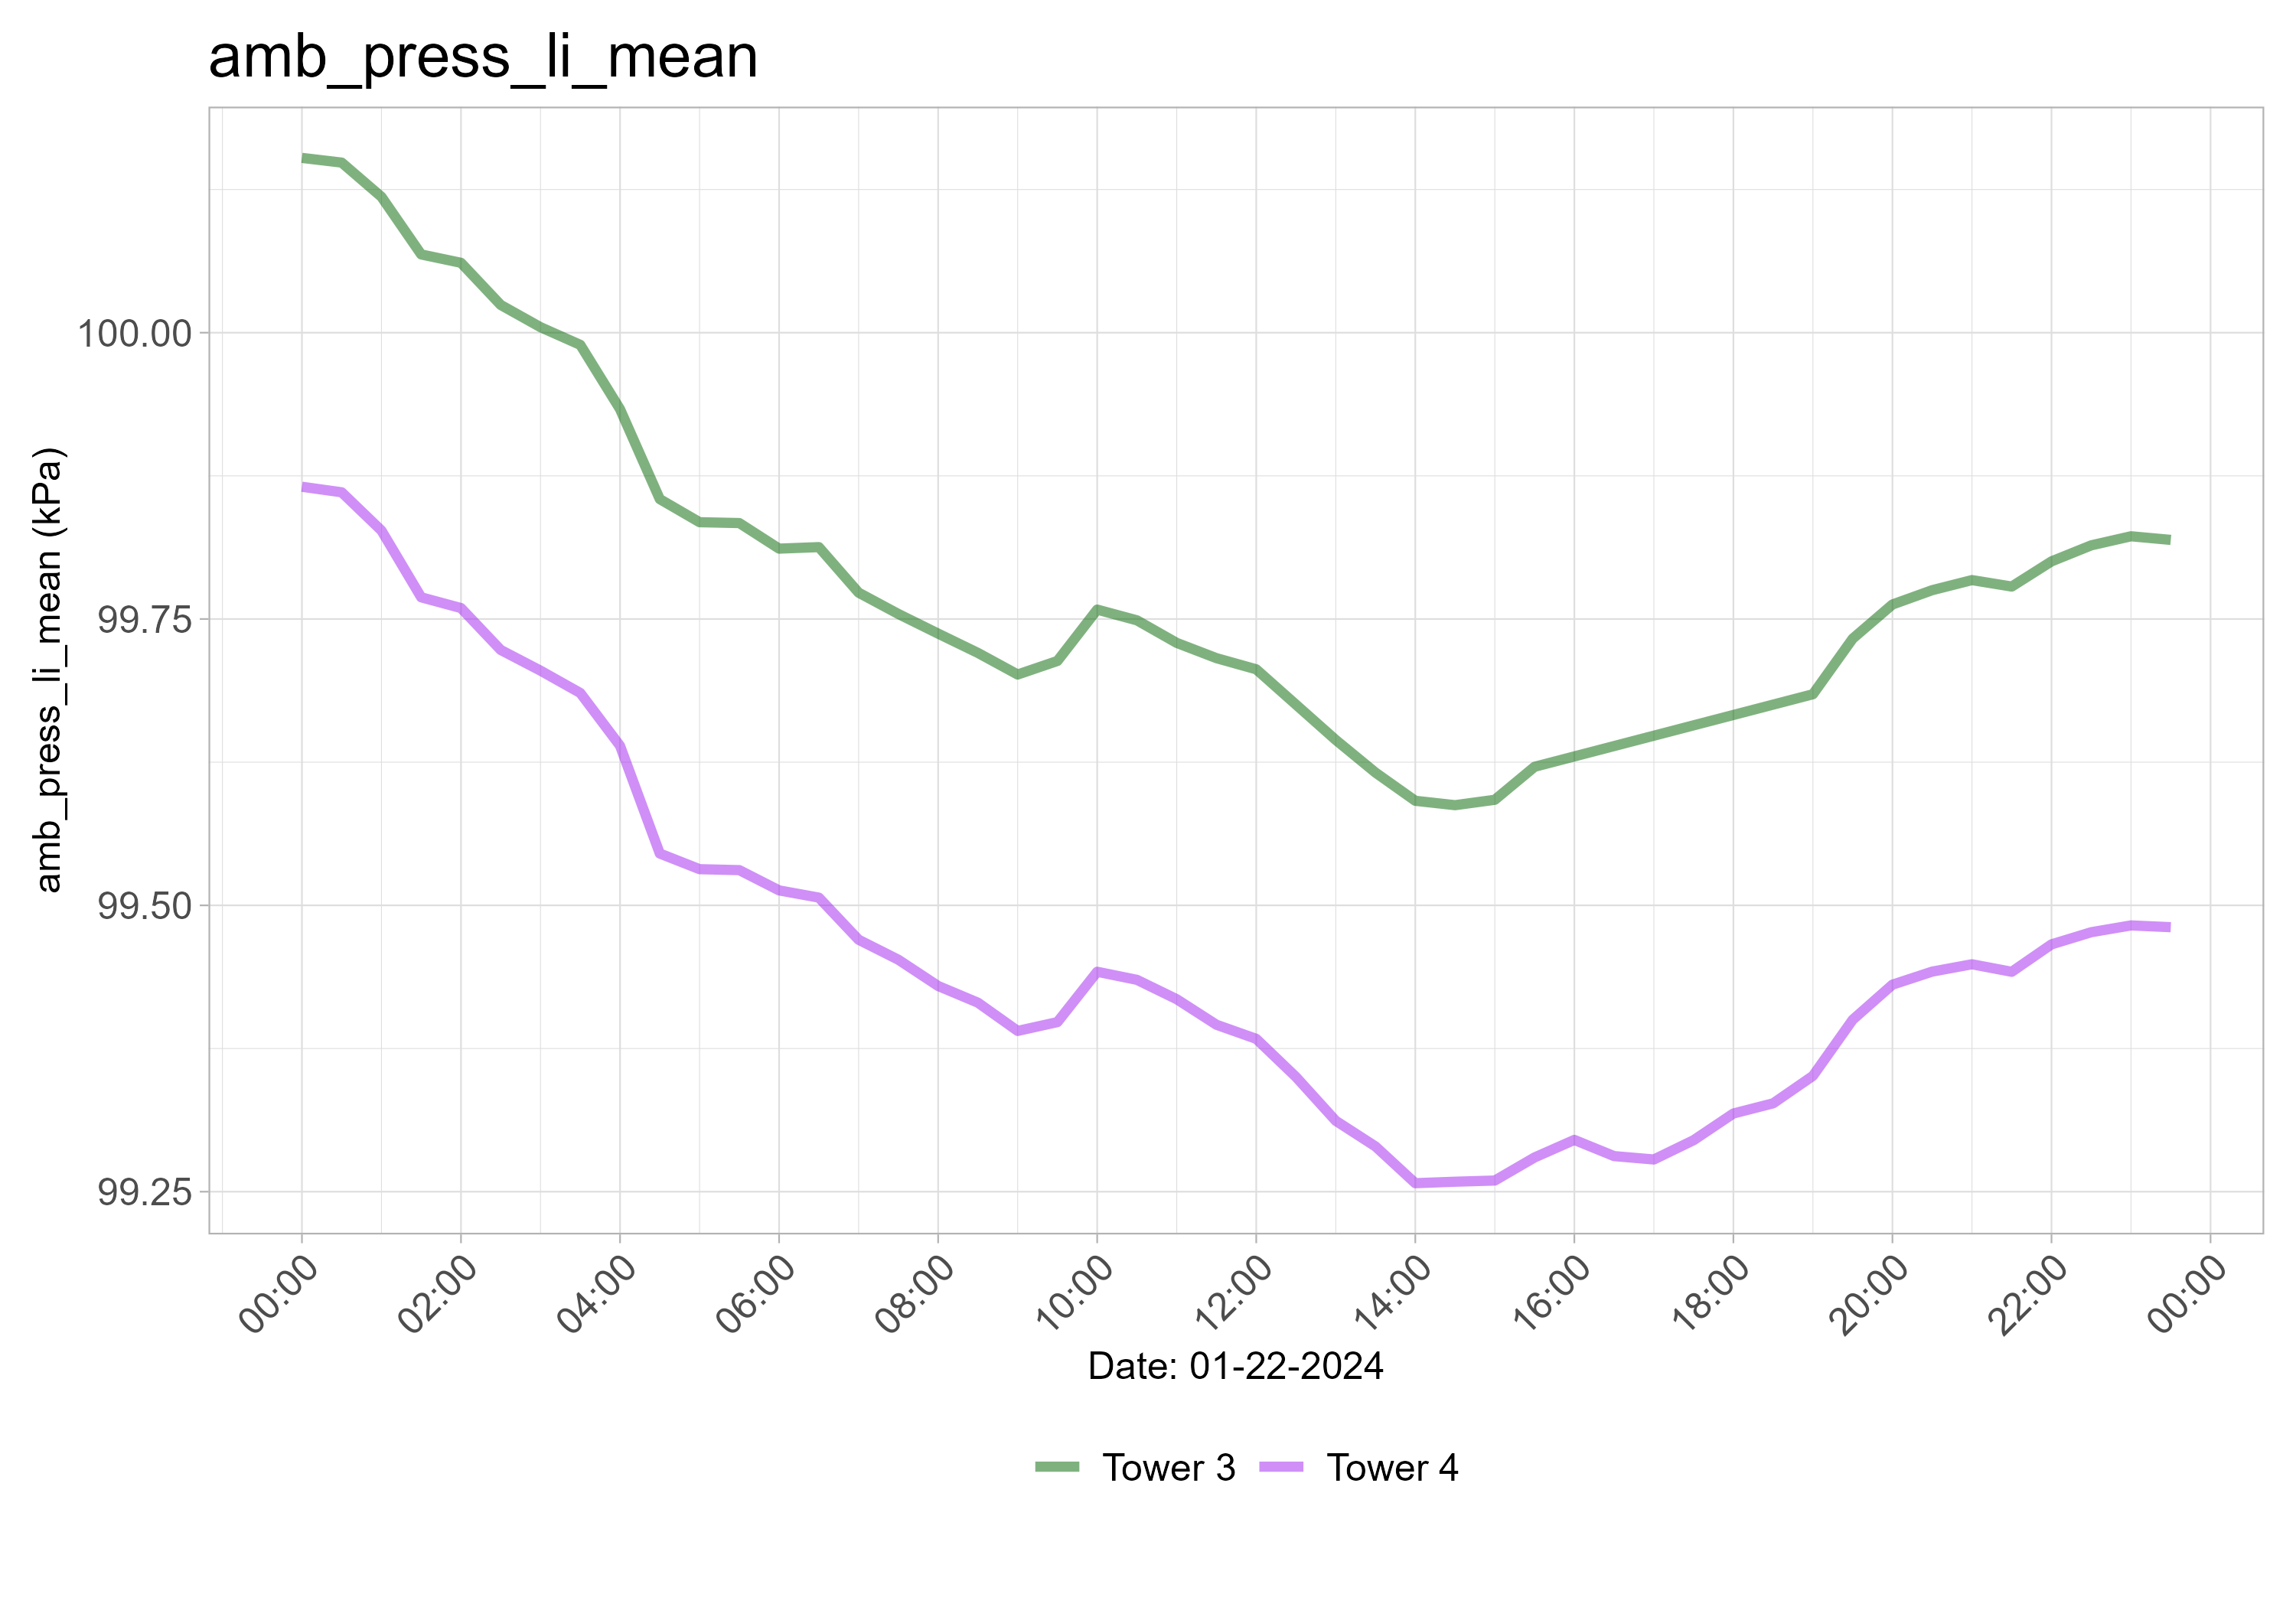 amb_press_li_mean
amb_press_li_mean (kPa)
100.00
99.75
99.50
99.25
00:00 02:00 04:00 06:00 08:00 10:00 12:00 14:00 16:00 18:00 20:00 22:00 00:00
Date: 01-22-2024
Tower 3 Tower 4